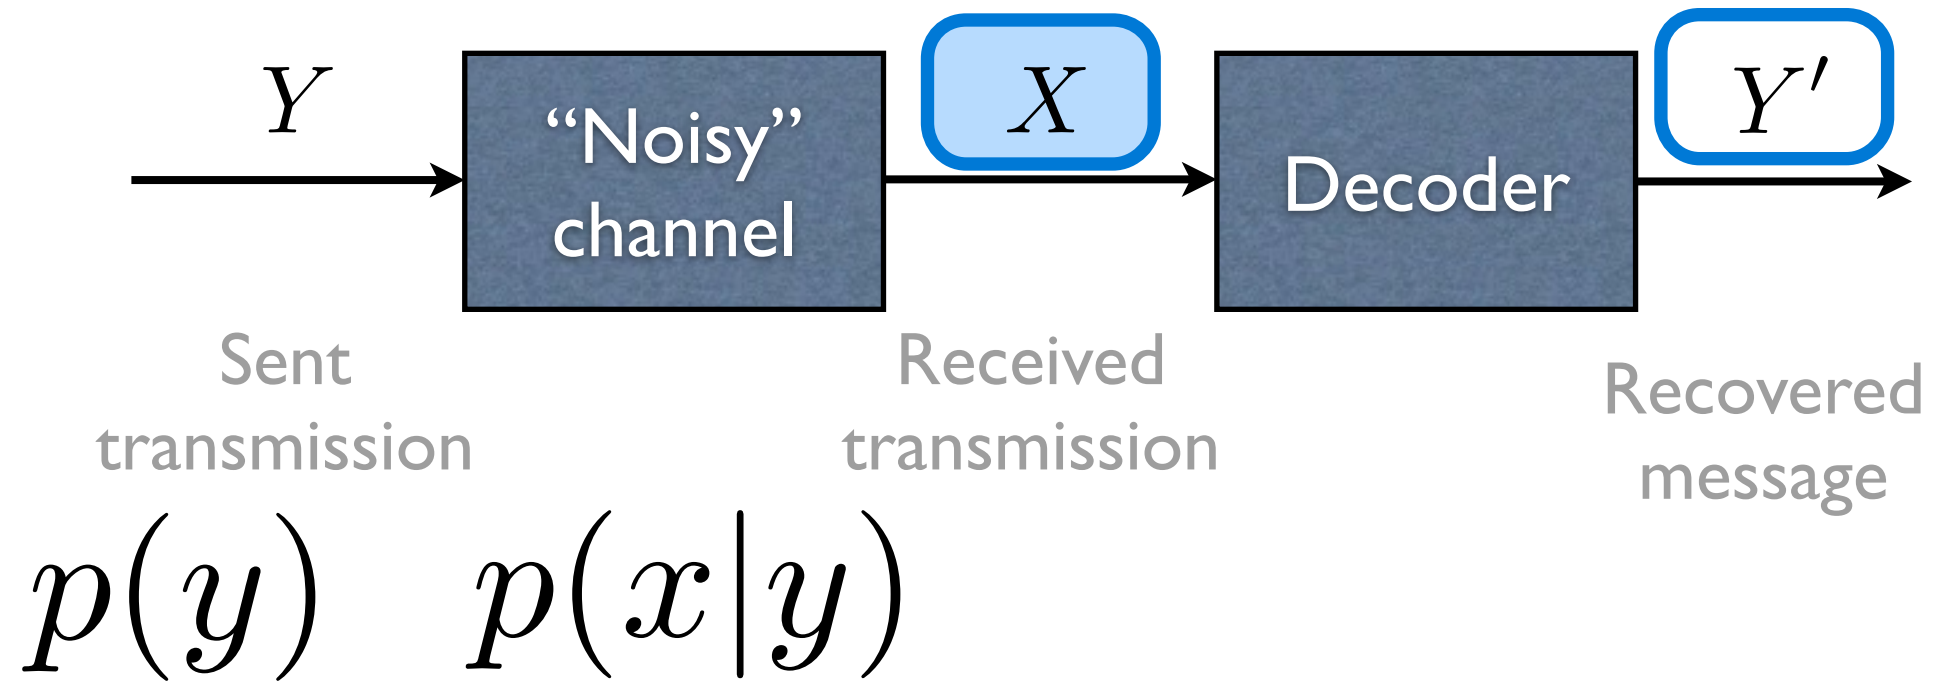 Y
“Noisy”
channel
X
Decoder
Y′
Sent
transmission
Received
transmission
Recovered
message
p(y)
p(x|y)